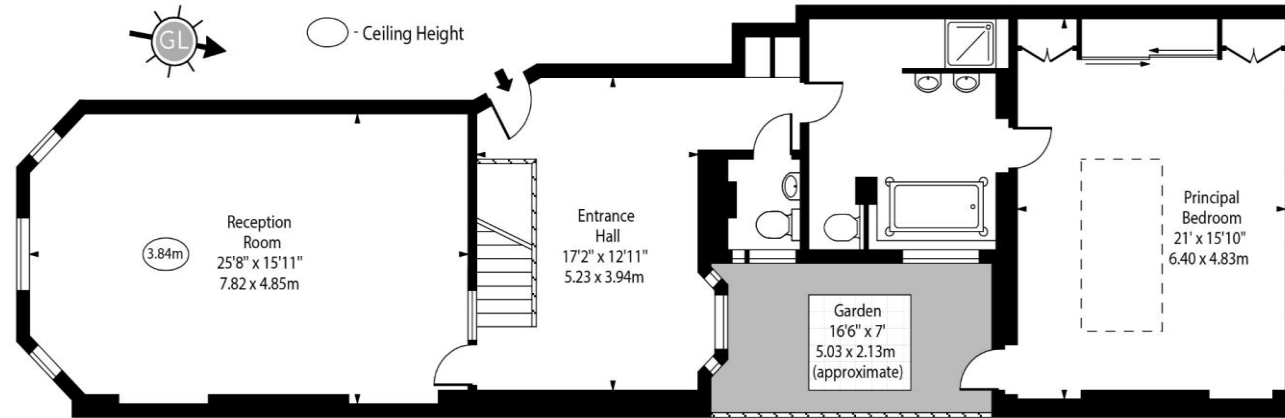 GL
- Ceiling Height
Reception
Room
25'8" x 15'11"
7.82 x 4.85m
3.84m
Entrance
Hall
17'2" x 12'11"
5.23 x 3.94m
Garden
16'6" x 7'
5.03 x 2.13m
(approximate)
Principal
Bedroom
21' x 15'10"
6.40 x 4.83m